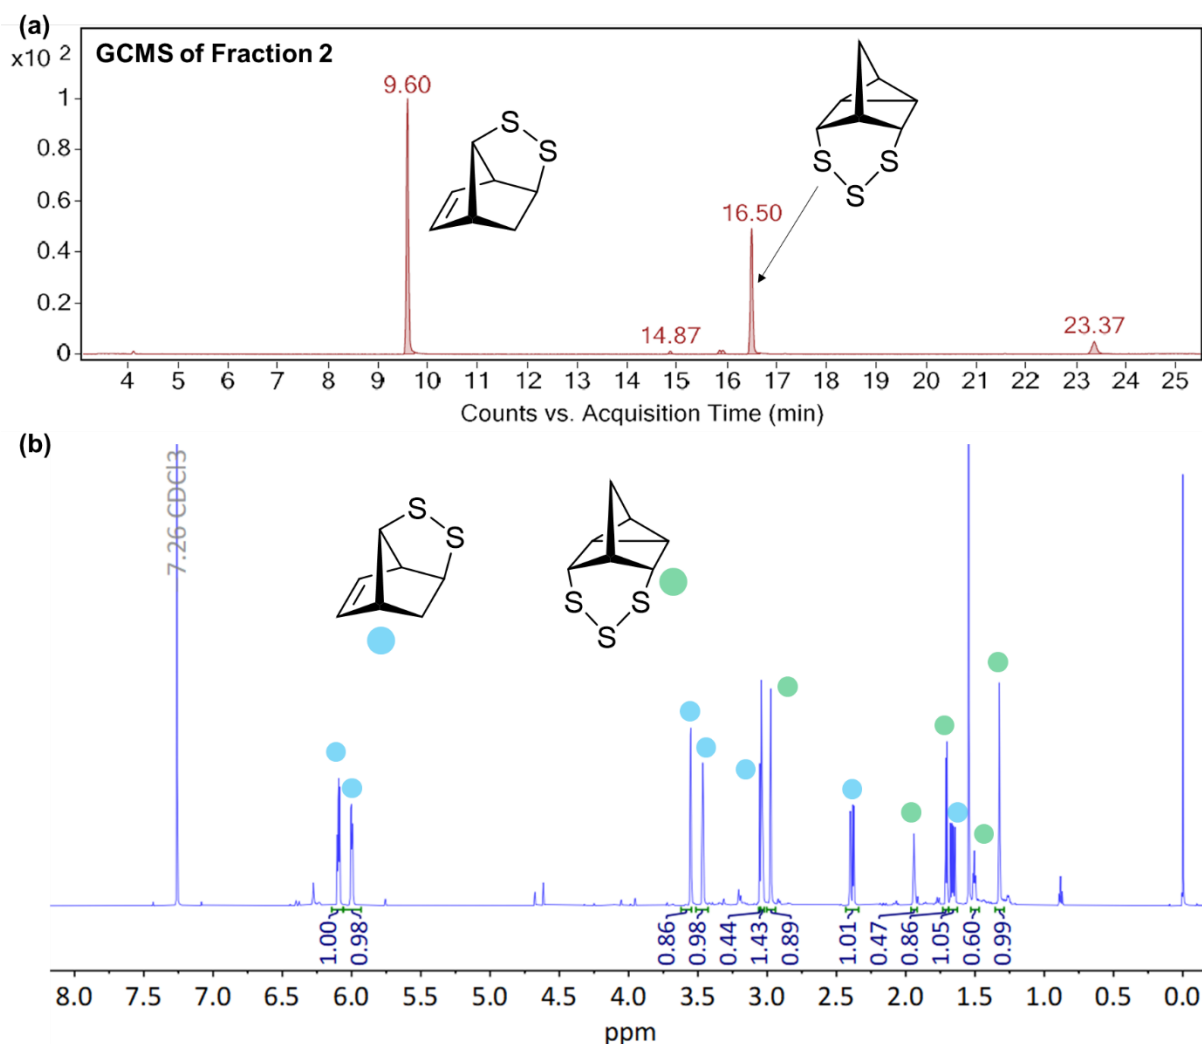 (a)
x10 2
GCMS of Fraction 2
9.60
S
S
S
S
S
16.50
14.87
23.37
1
0.8
0.6
0.4
0.2
0
4 5 6 7 8 9 10 11 12 13 14 15 16 17 18 19 20 21 22 23 24 25
Counts vs. Acquisition Time (min)
(b)
7.26 CDCl3
S
S
S
S
S
1.00
0.98
0.86
0.98
0.44
1.43
0.89
1.01
0.47
0.86
1.05
0.60
0.99
8.0 7.5 7.0 6.5 6.0 5.5 5.0 4.5 4.0 3.5 3.0 2.5 2.0 1.5 1.0 0.5 0.0
ppm